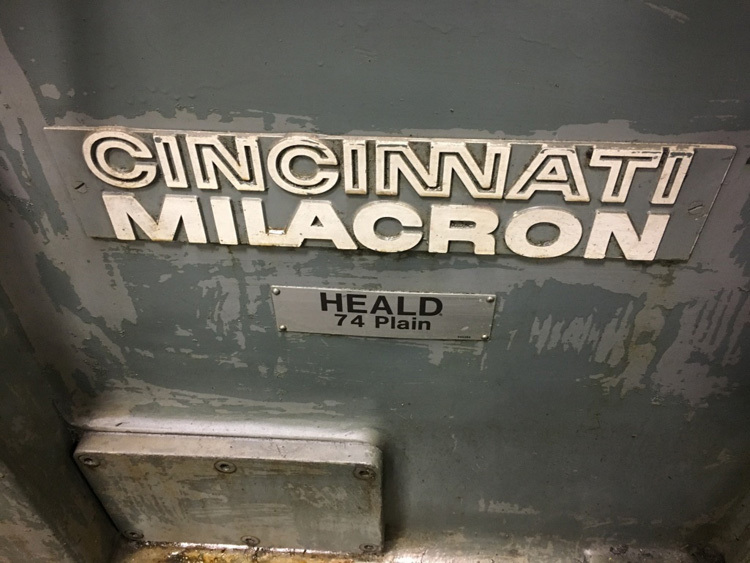 CINCINNATI
MILACRON
HEALD
74 Plain